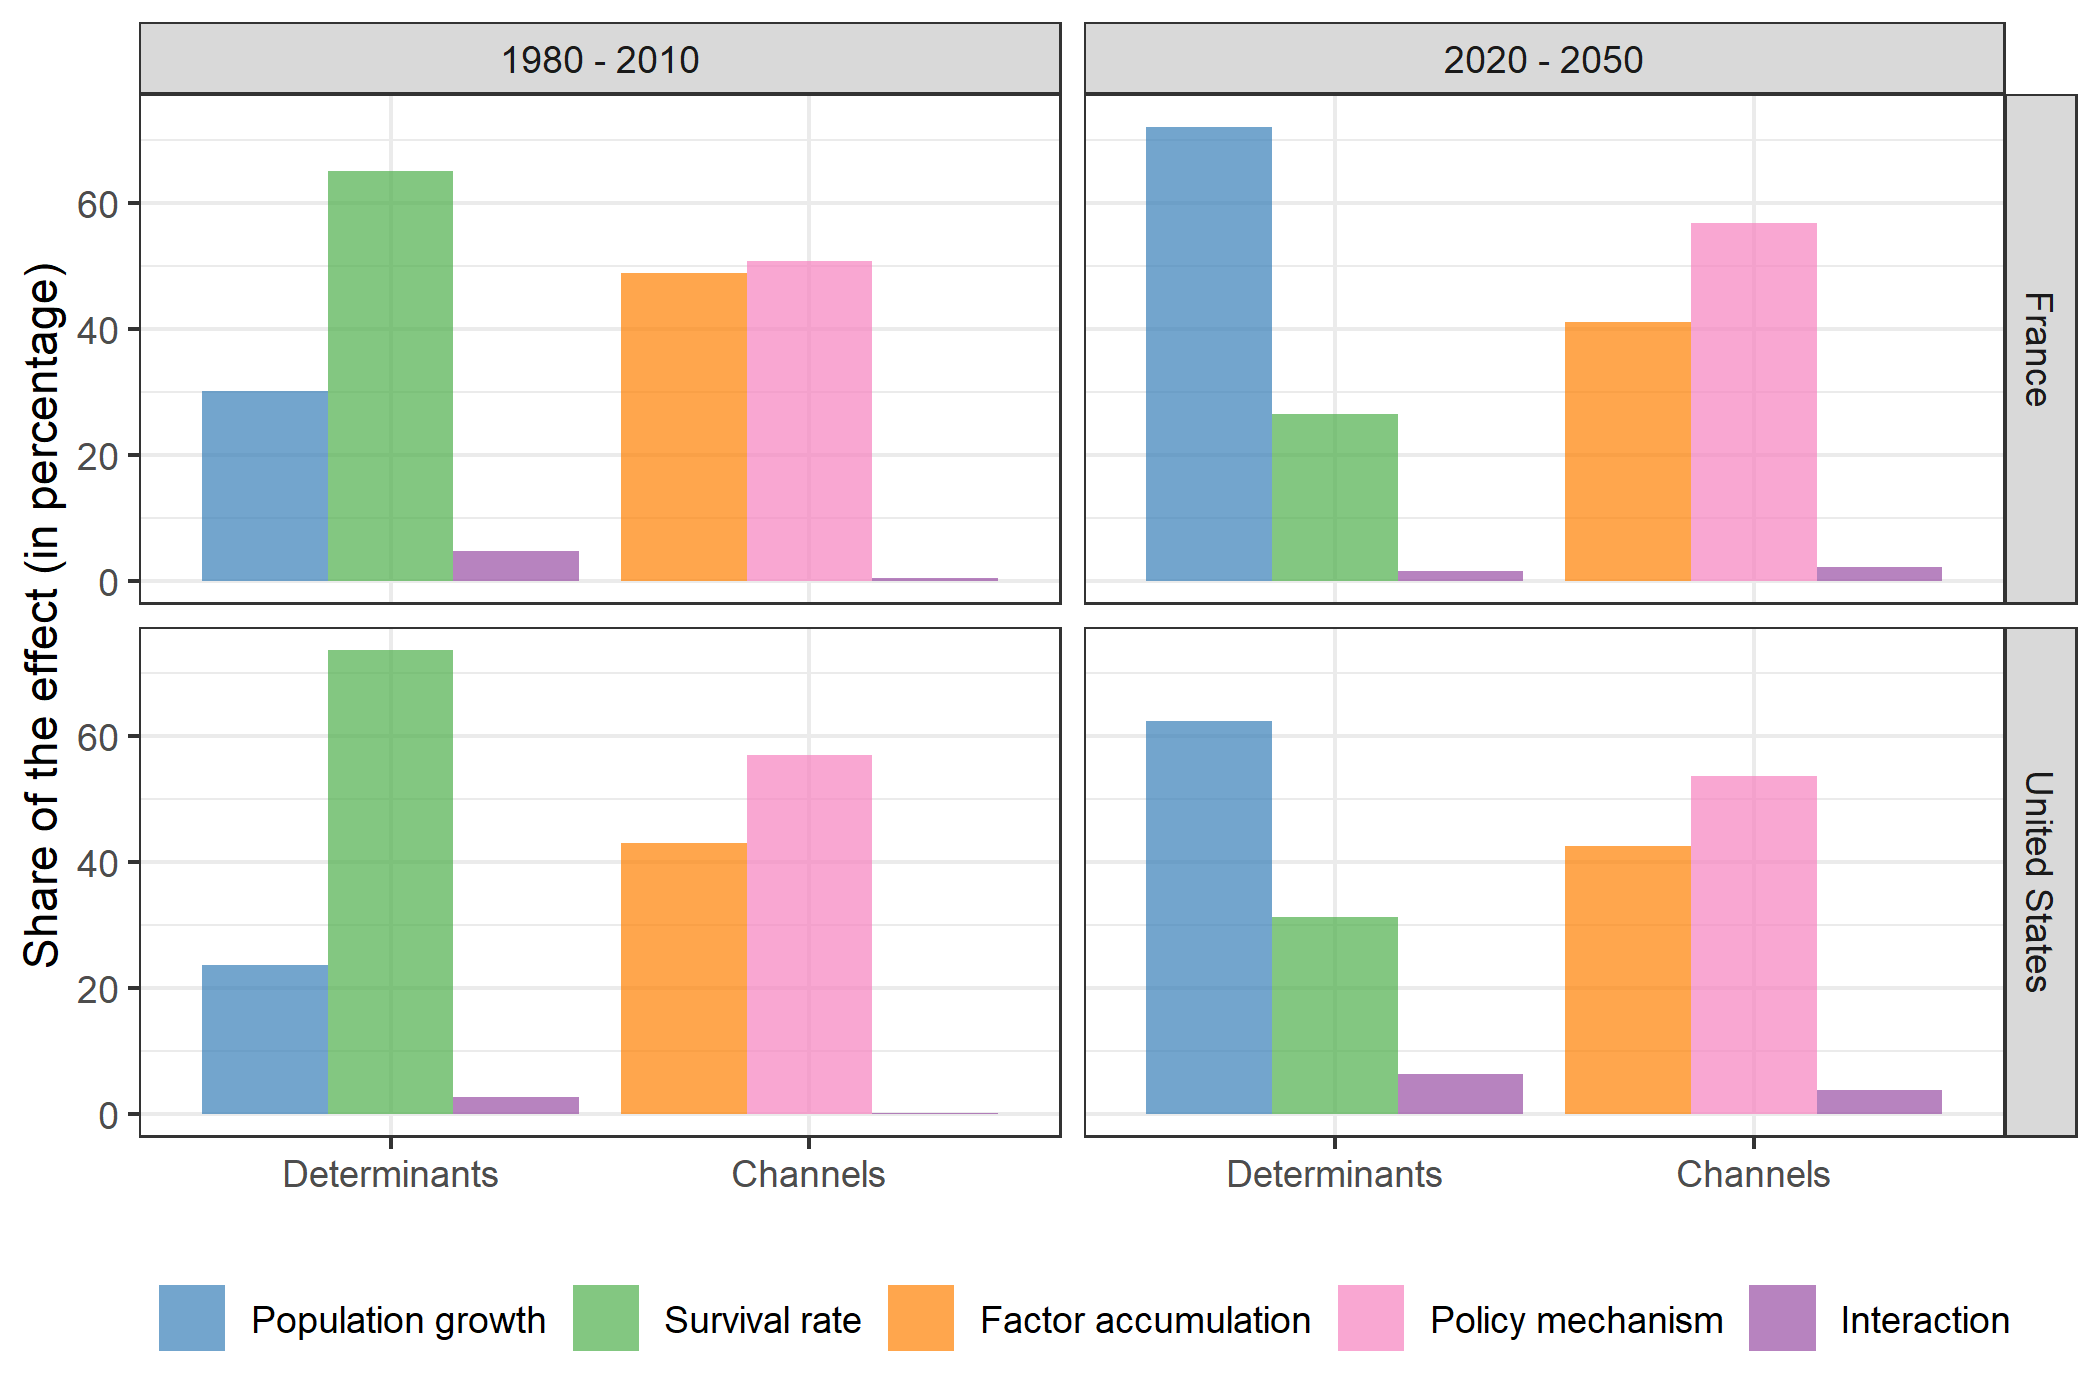 1980 - 2010
2020 - 2050
Share of the effect (in percentage)
60
40
20
0
France
60
40
20
0
United States
Determinants
Channels
Determinants
Channels
Population growth
Survival rate
Factor accumulation
Policy mechanism
Interaction